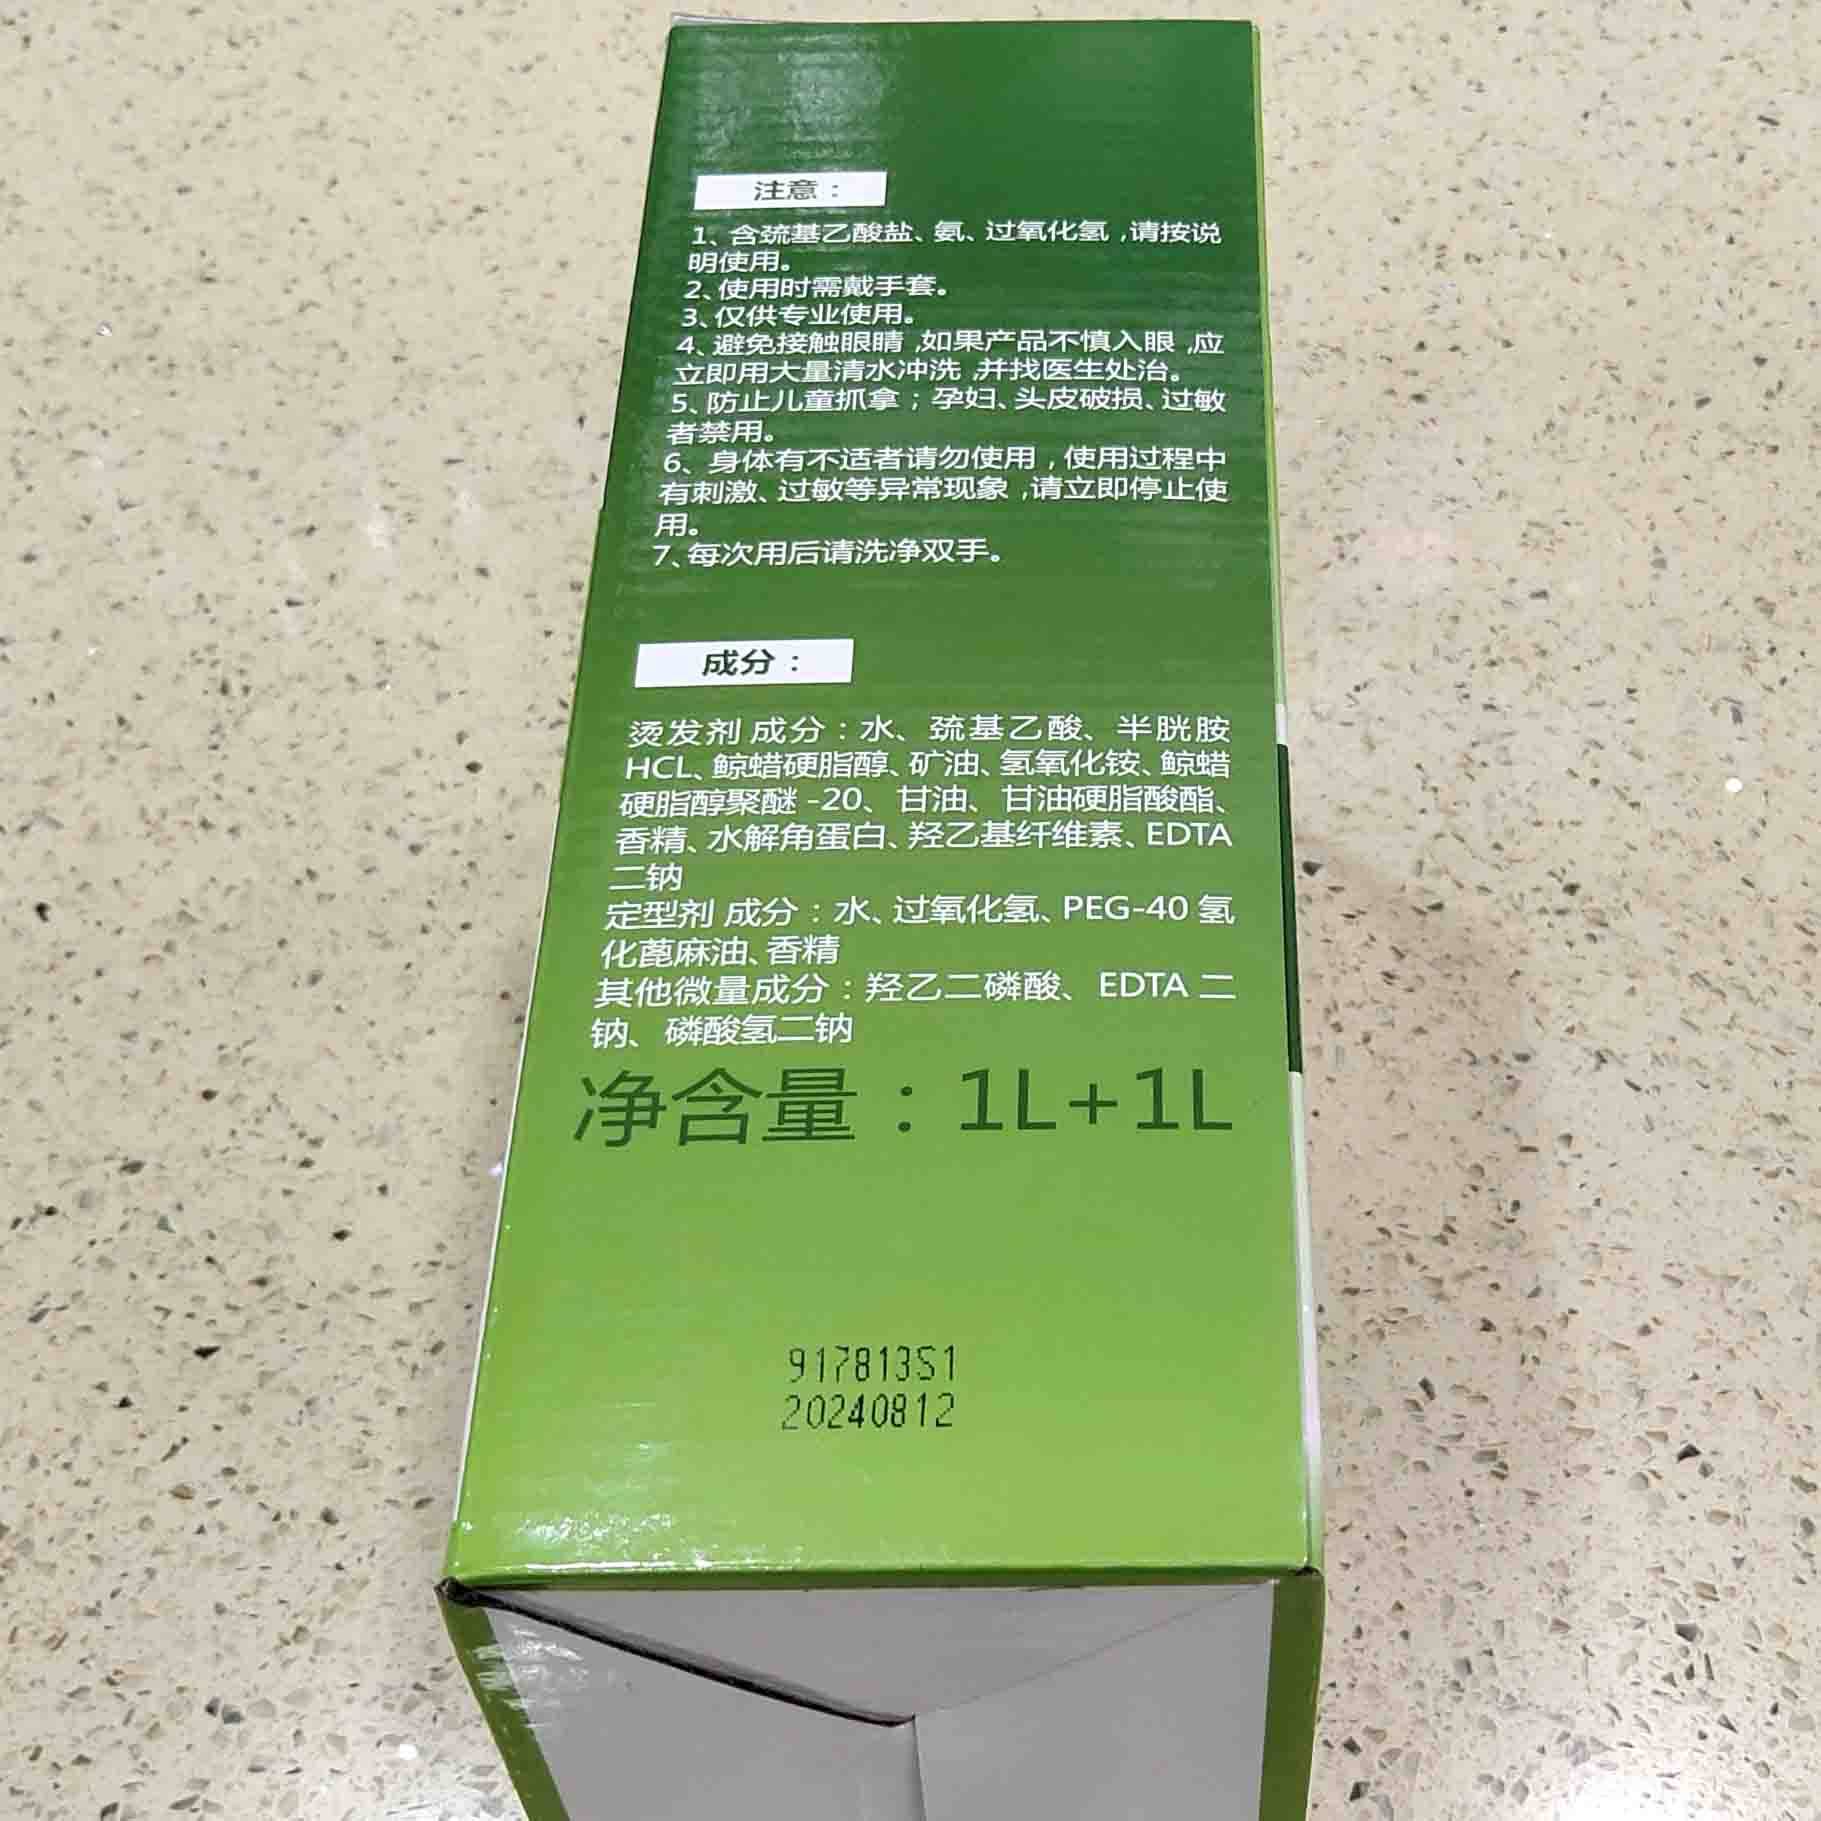 注意：
1、含巯基乙酸盐、氨、过氧化氢，请按说
明使用。
2、使用时需戴手套。
3、仅供专业使用。
4、避免接触眼睛，如果产品不慎入眼，应
立即用大量清水冲洗，并找医生处治。
5、防止儿童抓拿；孕妇、头皮破损、过敏
者禁用。
6、身体有不适者请勿使用，使用过程中
有刺激、过敏等异常现象，请立即停止使
用。
7、每次用后请洗净双手。
成分：
烫发剂 成分：水、巯基乙酸、半胱胺
HCL、鲸蜡硬脂醇、矿油、氢氧化铵、鲸蜡
硬脂醇聚醚 -20、甘油、甘油硬脂酸酯、
香精、水解角蛋白、羟乙基纤维素、EDTA
二钠
定型剂 成分：水、过氧化氢、PEG-40 氢
化蓖麻油、香精
其他微量成分：羟乙二磷酸、EDTA 二
钠、磷酸氢二钠
净含量：1L+1L
917813S1
20240812